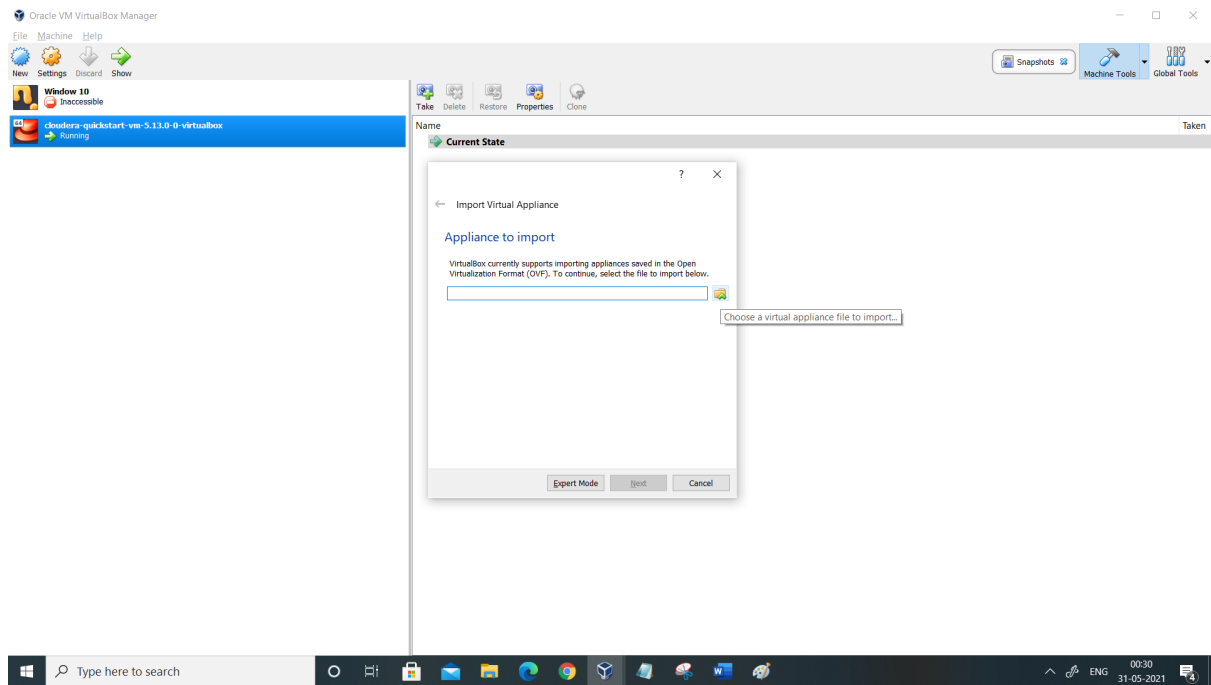 Oracle VM VirtualBox Manager
File Machine Help
New Settings Discard Show
Snapshots
Machine Tools
Global Tools
Window 10
Inaccessible
64
cloudera-quickstart-vm-5.13.0-0-virtualbox
Running
Take Delete Restore Properties Clone
Name Taken
Current State
?
Import Virtual Appliance
Appliance to import
VirtualBox currently supports importing appliances saved in the Open
Virtualization Format (OVF). To continue, select the file to import below.
Choose a virtual appliance file to import...
Expert Mode Next Cancel
Type here to search
ENG
00:30
31-05-2021
4